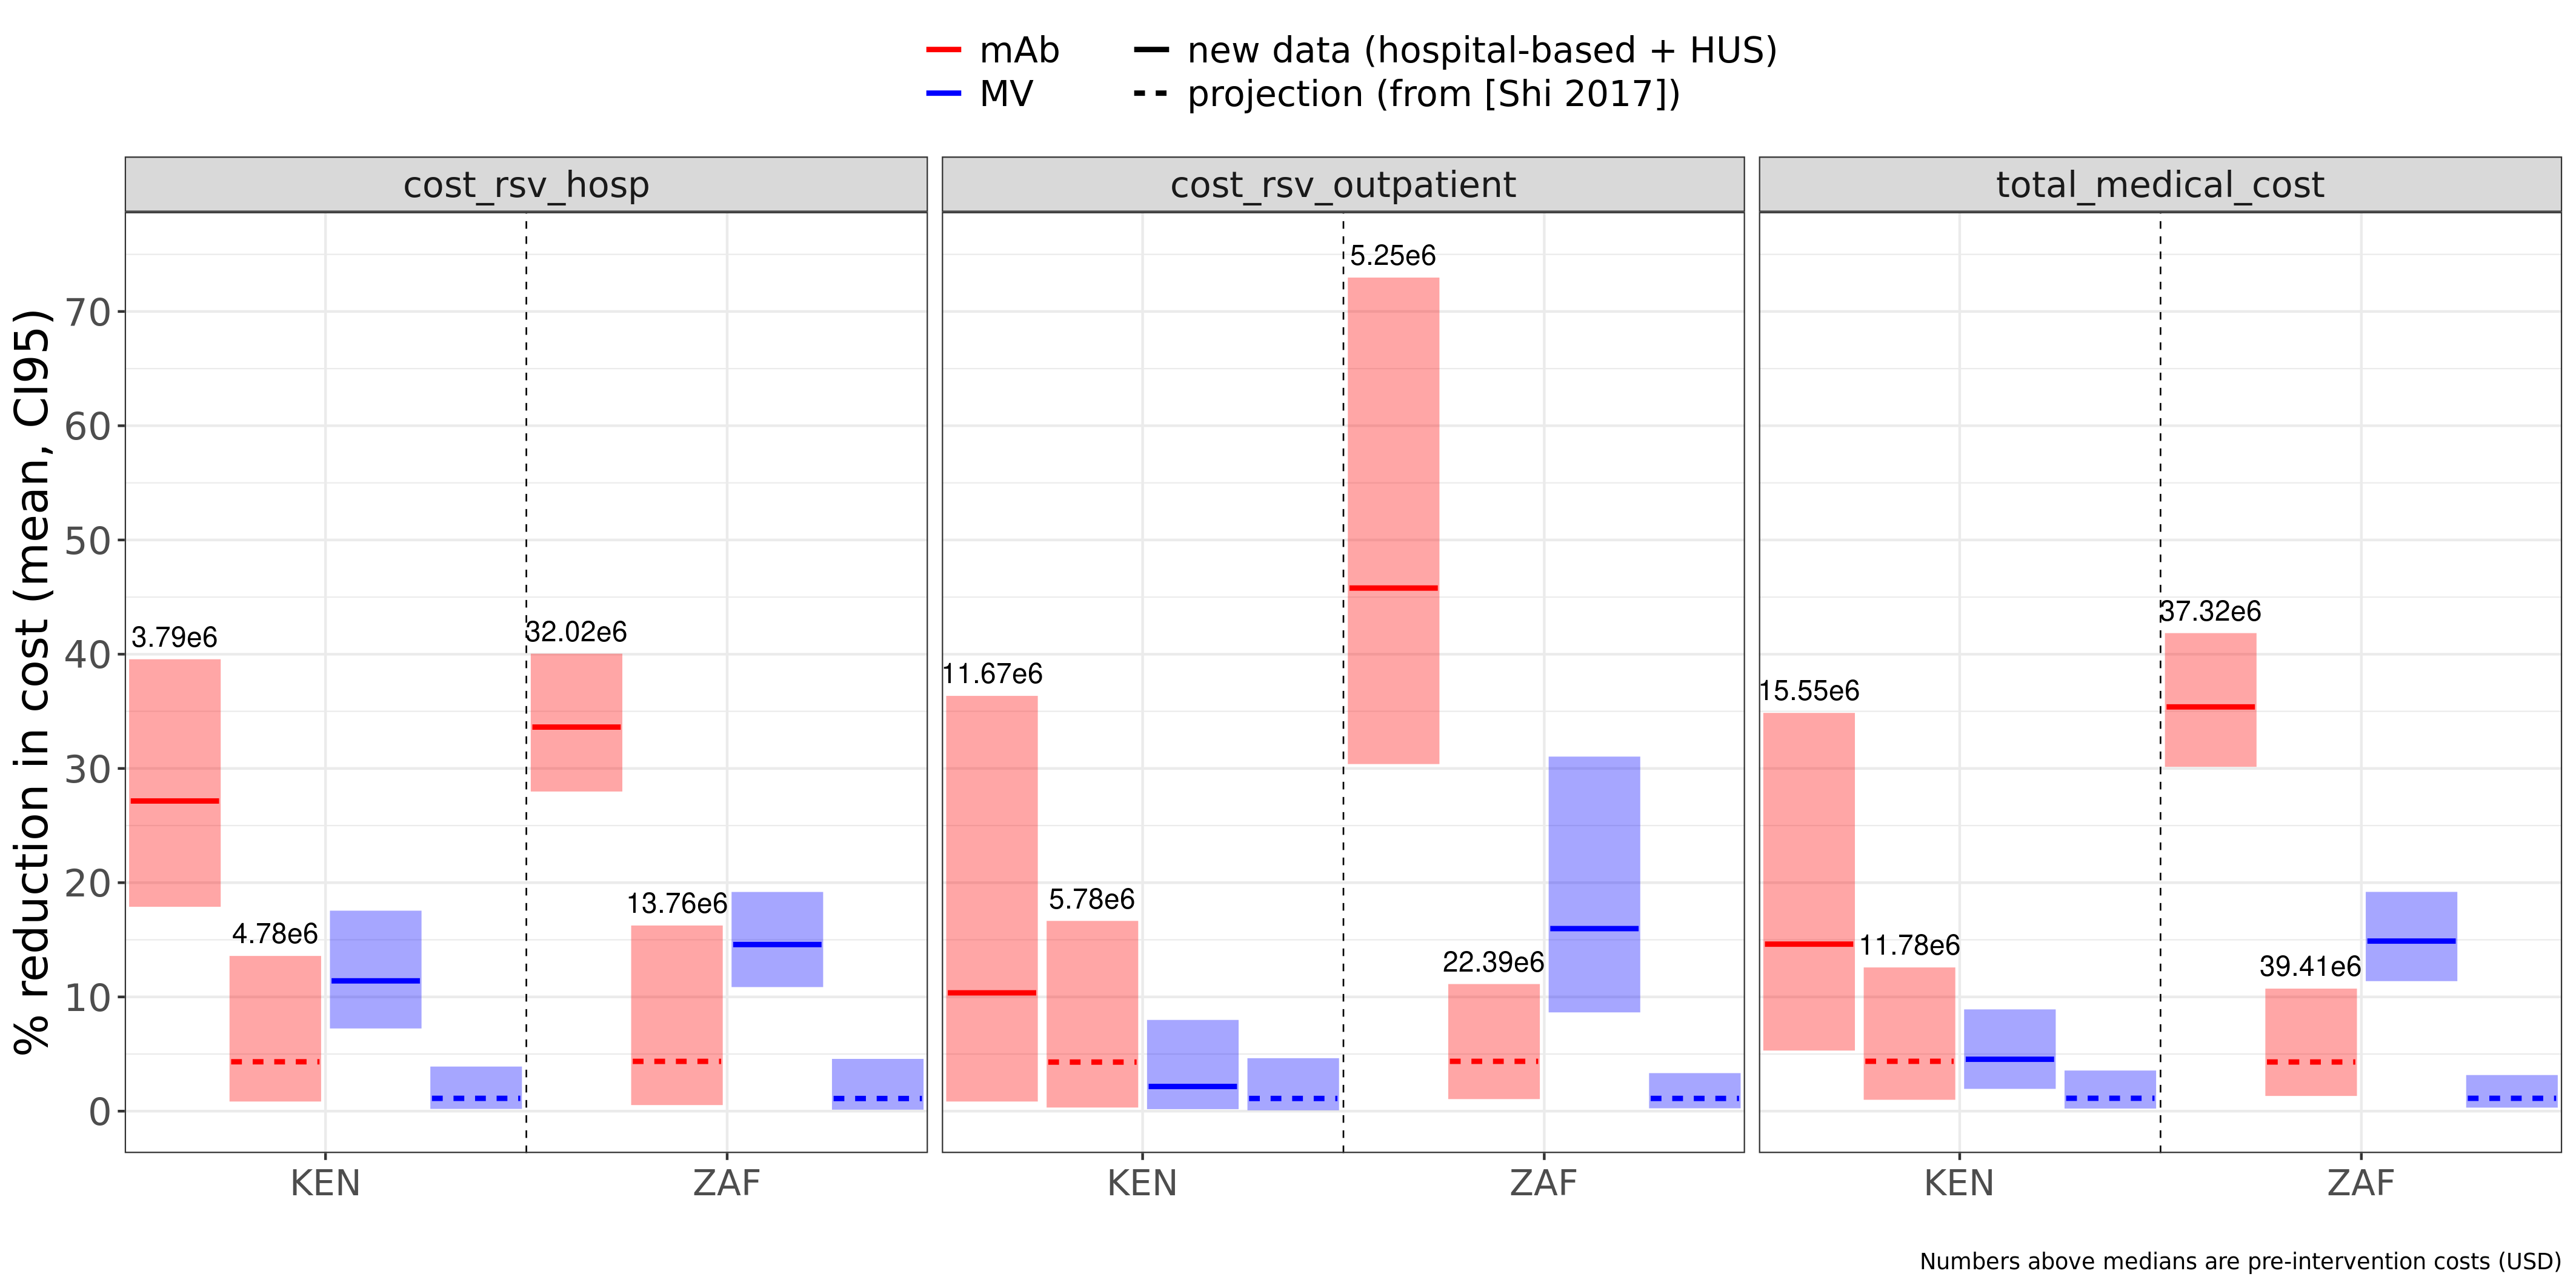 mAb
MV
new data (hospital-based + HUS)
projection (from [Shi 2017])
cost_rsv_hosp
cost_rsv_outpatient
total_medical_cost
% reduction in cost (mean, CI95)
70
60
50
40
30
20
10
0
3.79e6
4.78e6
32.02e6
13.76e6
11.67e6
5.78e6
5.25e6
22.39e6
15.55e6
11.78e6
37.32e6
39.41e6
KEN
ZAF
KEN
ZAF
KEN
ZAF
Numbers above medians are pre-intervention costs (USD)